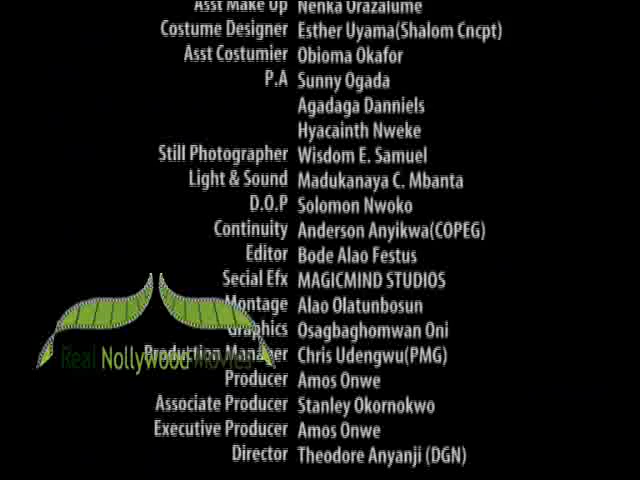 Asst Make Up Nenka Orazalume
Costume Designer Esther Uyama(Shalom Cncpt)
Asst Costumier Obioma Okafor
P.A Sunny Ogada
Agadaga Danniels
Hyacainth Nweke
Still Photographer Wisdom E. Samuel
Light & Sound Madukanaya C. Mbanta
D.O.P Solomon Nwoko
Continuity Anderson Anyikwa(COPEG)
Editor Bode Alao Festus
Secial Efx MAGICMIND STUDIOS
Montage Alao Olatunbosun
Graphics Osagbaghomwan Oni
Production Manager Chris Udengwu(PMG)
Real Nollywood Movies
Producer Amos Onwe
Associate Producer Stanley Okornokwo
Executive Producer Amos Onwe
Director Theodore Anyanji (DGN)